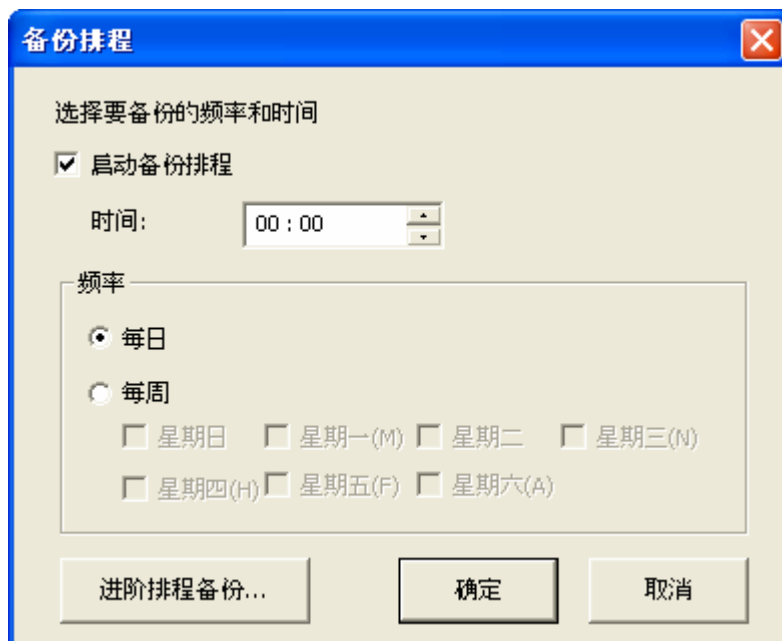 备份排程
选择要备份的频率和时间
启动备份排程
时间: 00 : 00
频率
每日
每周
星期日 星期一(M) 星期二 星期三(N)
星期四(H) 星期五(F) 星期六(A)
进阶排程备份... 确定 取消